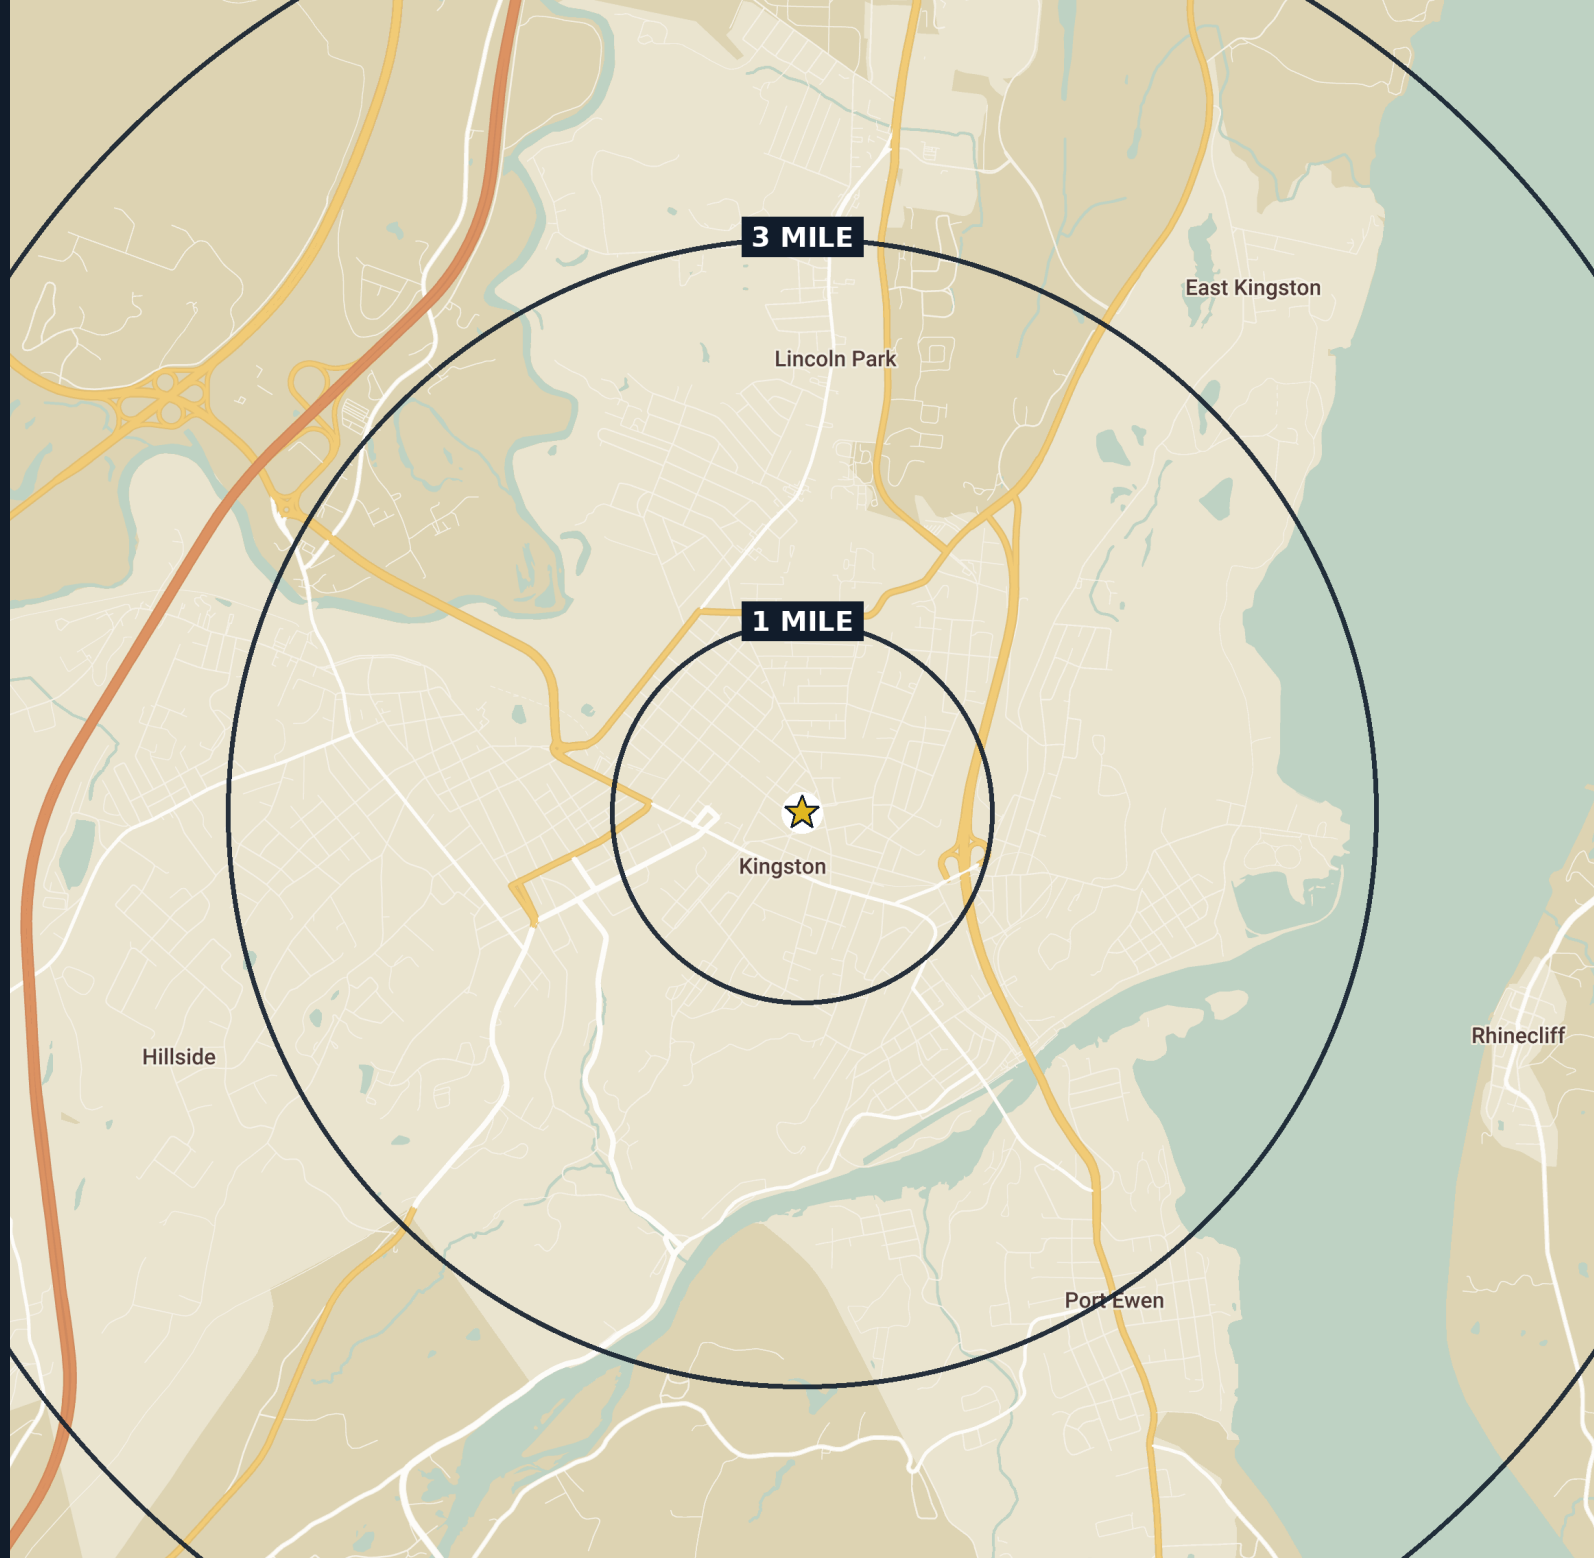 3 MILE
East Kingston
Lincoln Park
1 MILE
Kingston
Rhinecliff
Hillside
Port Ewen